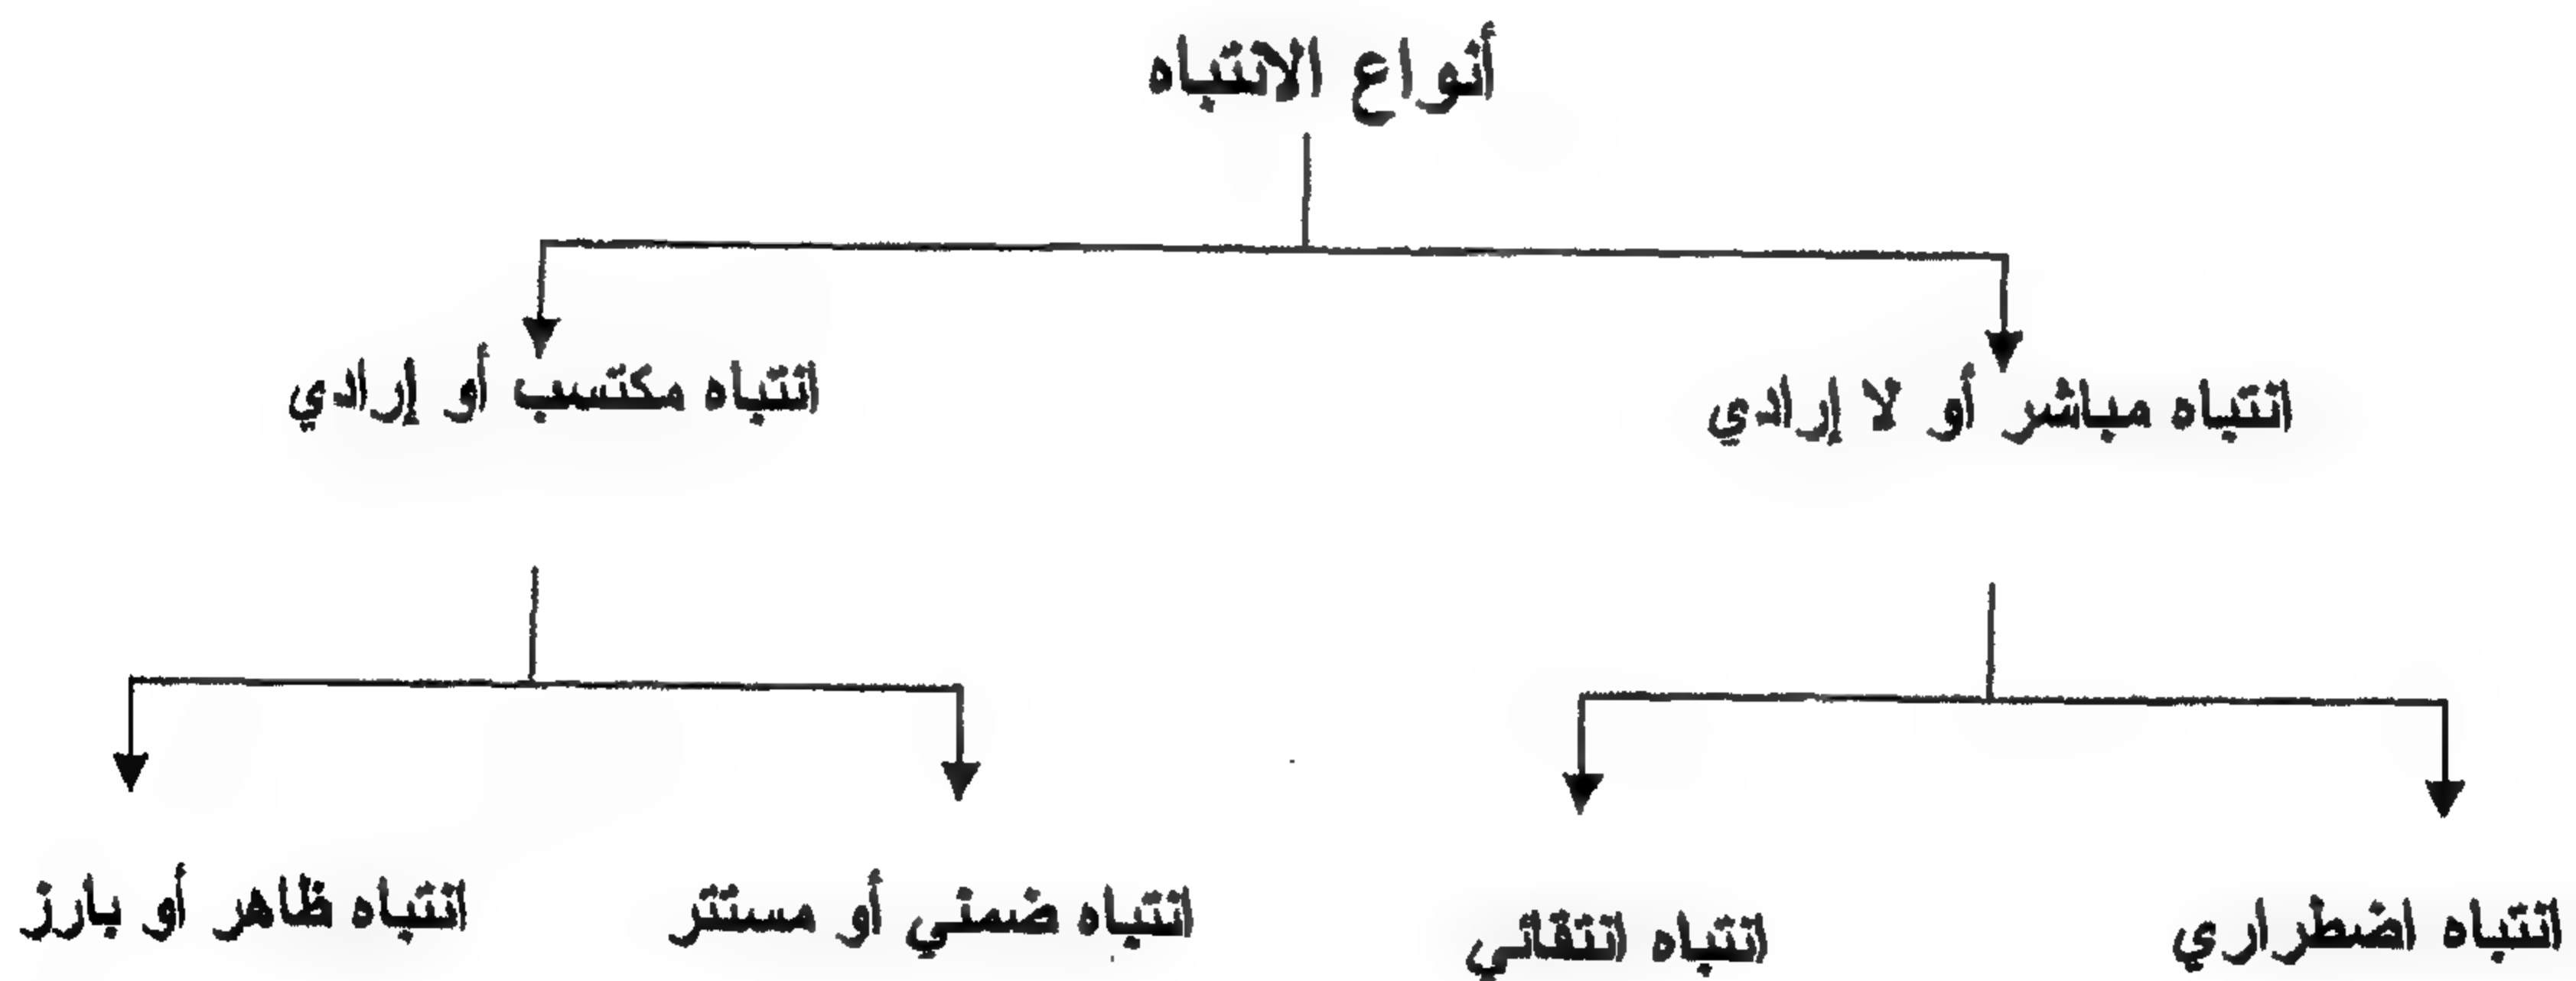 أنواع الانتباه
انتباه مباشر أو لا إرادي
انتباه مكتسب أو إرادي
انتباه اضطراري
انتباه انتقائي
انتباه ضمني أو مستتر
انتباه ظاهر أو بارز